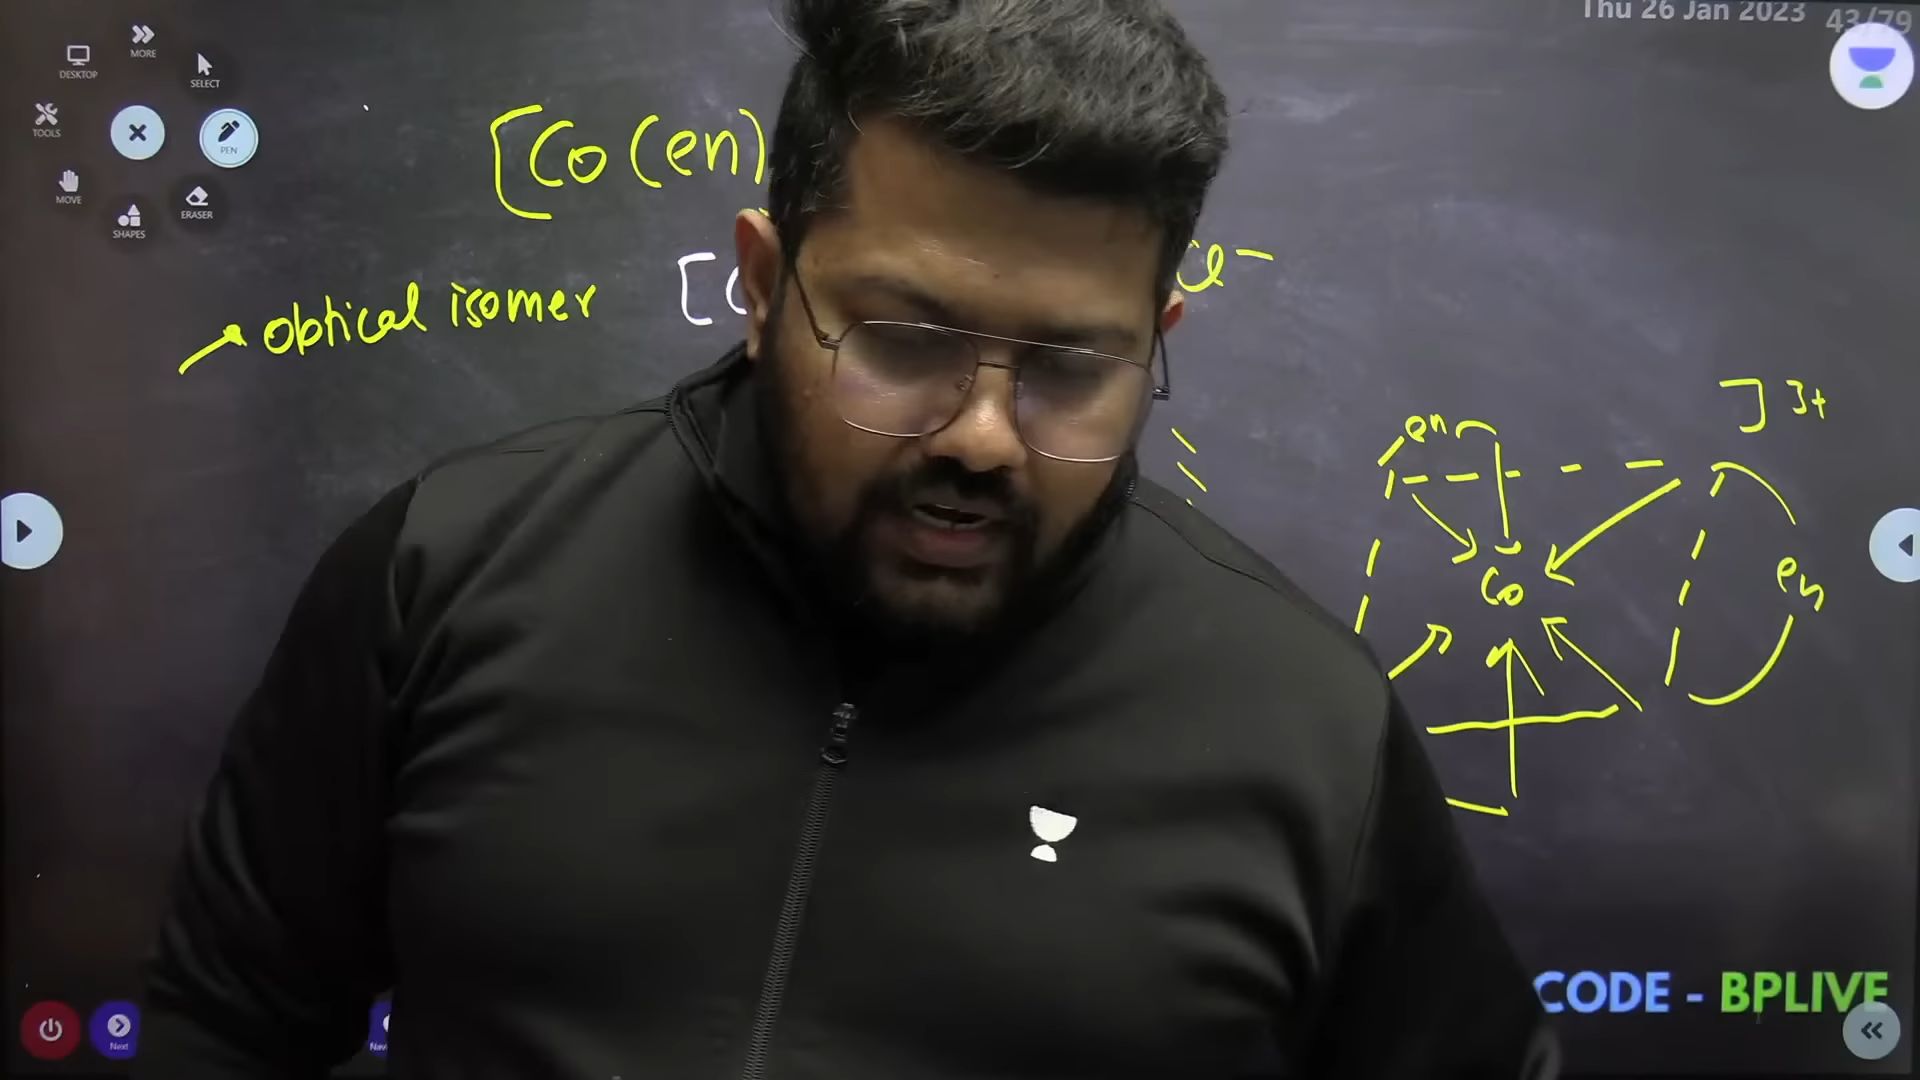 Thu 26 Jan 2023 43/79
MORE
DESKTOP
SELECT
TOOLS
PEN
MOVE
ERASER
SHAPES
[Co(en)
optical isomer [C
Cl-
]3+
en
Co
en
CODE - BPLIVE
Next